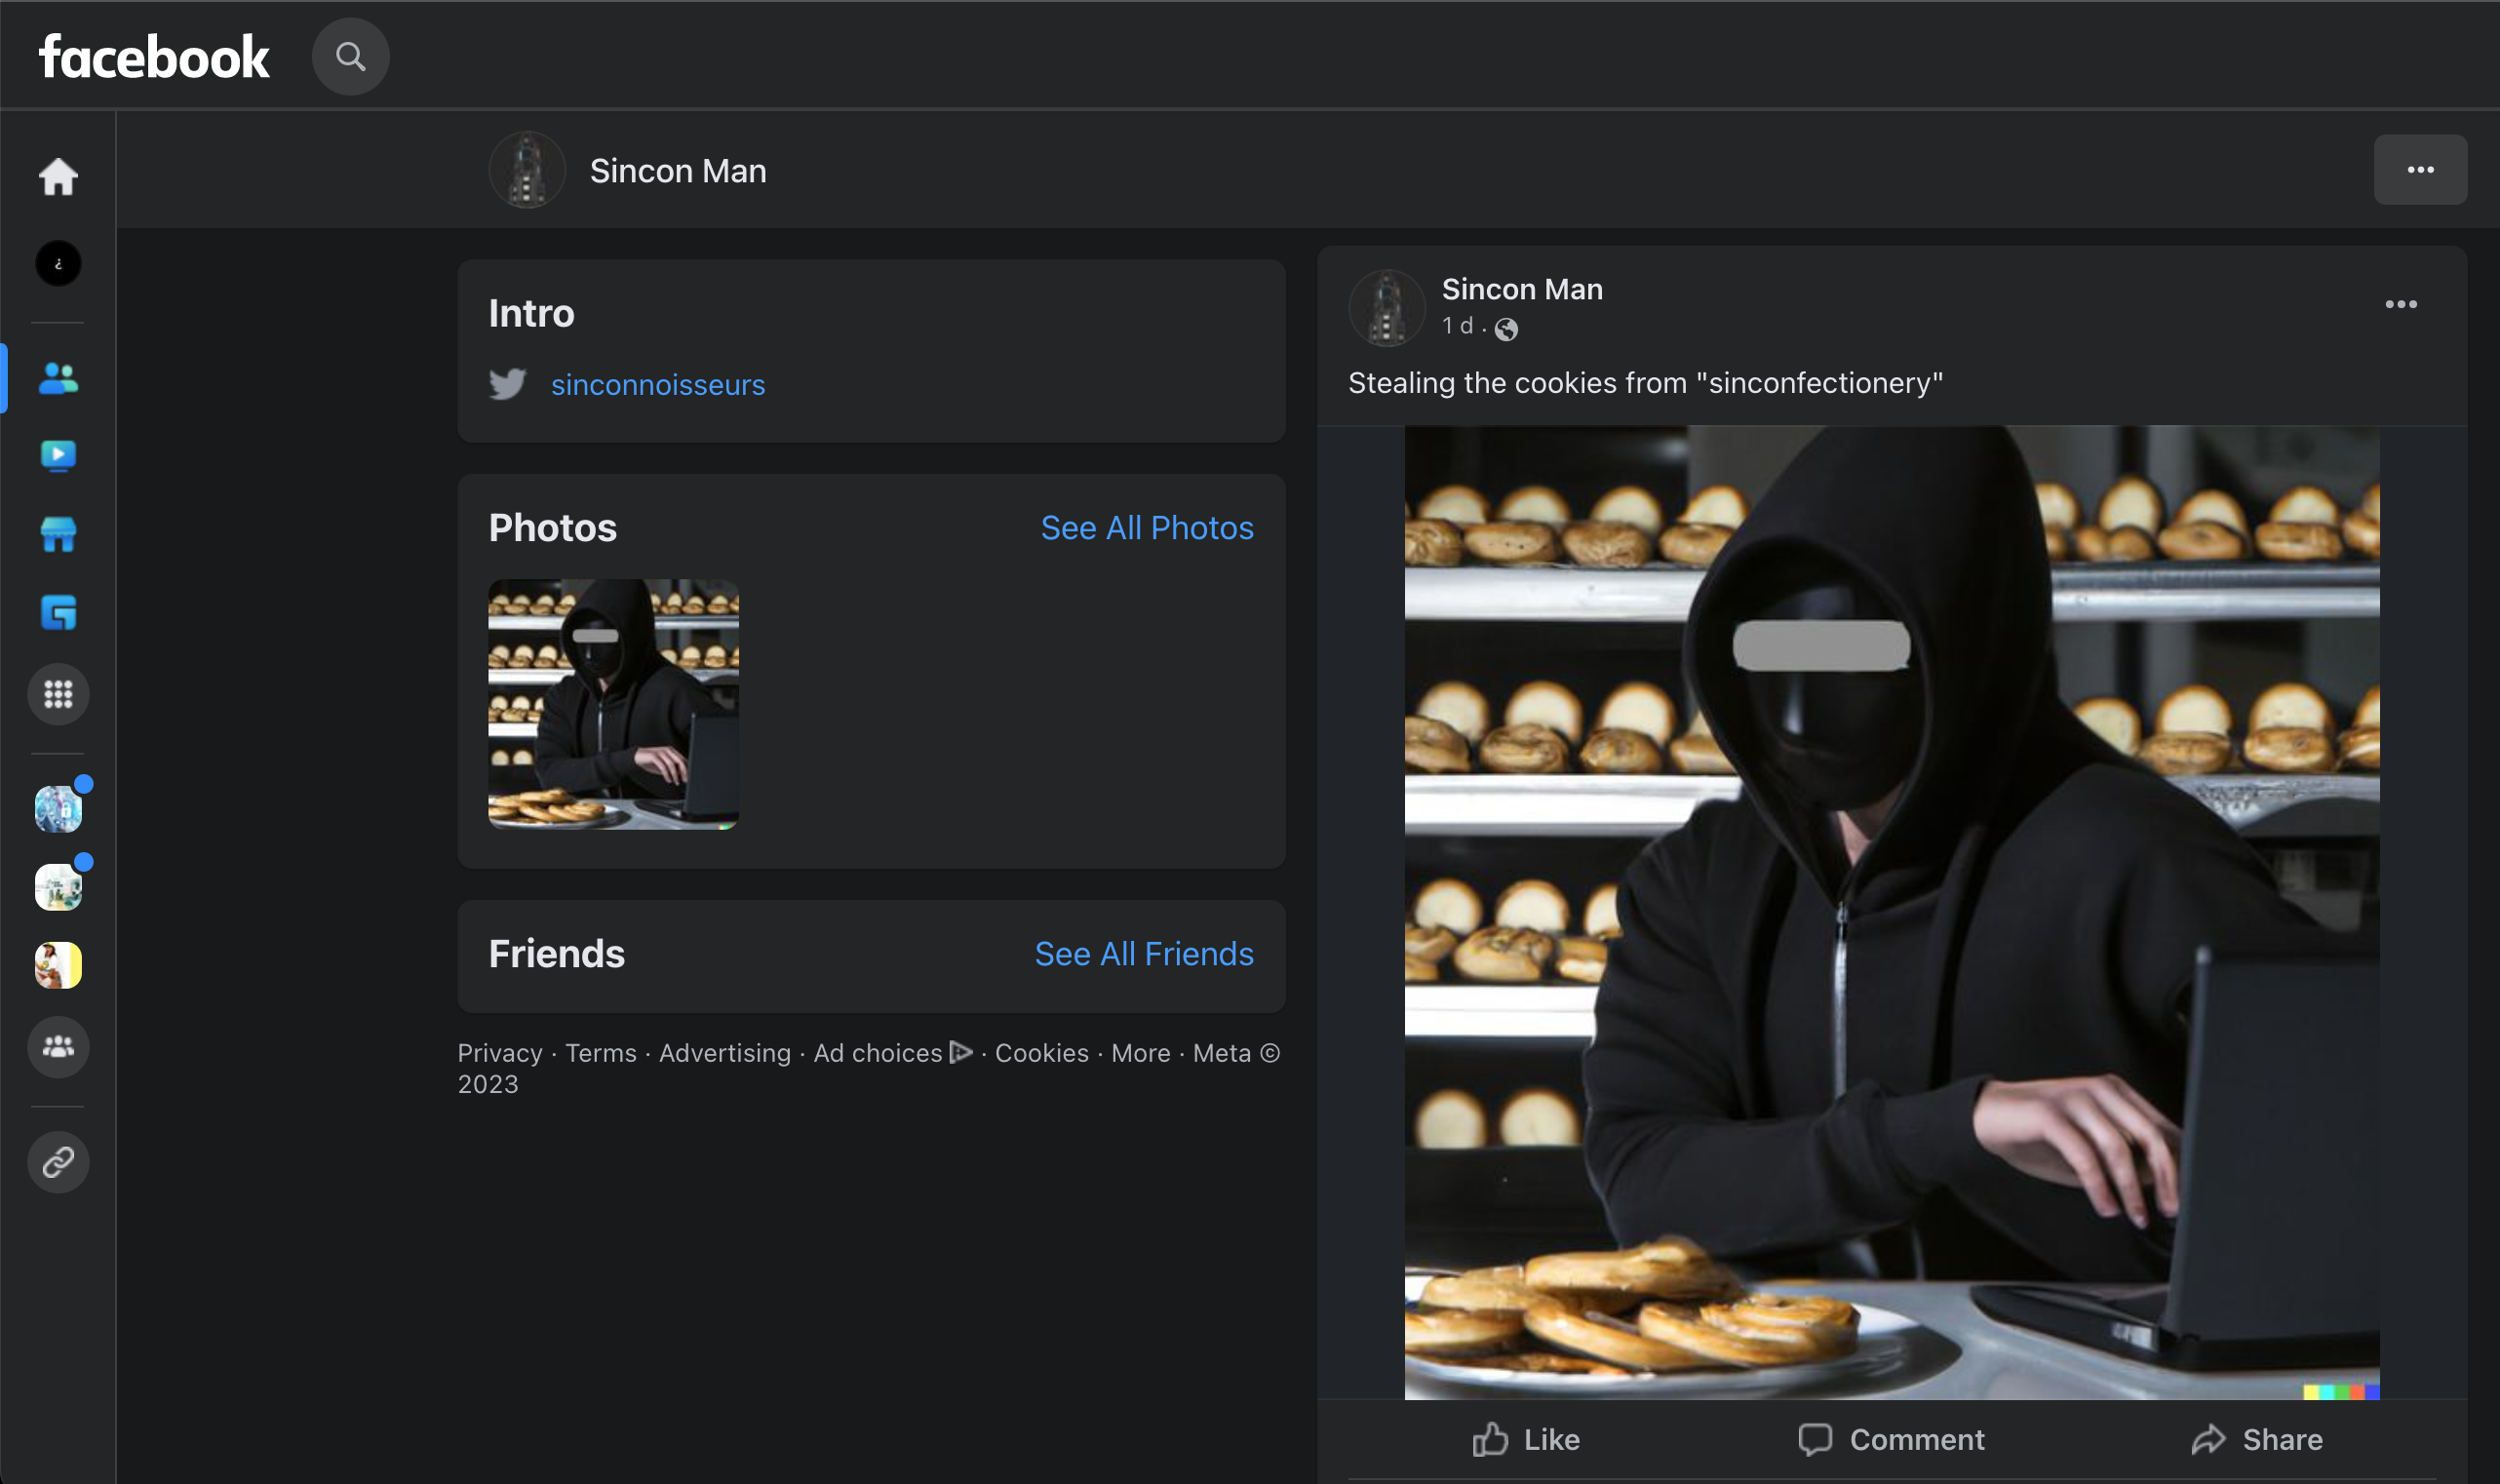 facebook
Sincon Man
¿
Intro
sinconnoisseurs
Photos
See All Photos
Friends
See All Friends
Privacy · Terms · Advertising · Ad choices · Cookies · More · Meta ©
2023
Sincon Man
1 d ·
Stealing the cookies from "sinconfectionery"
Like
Comment
Share